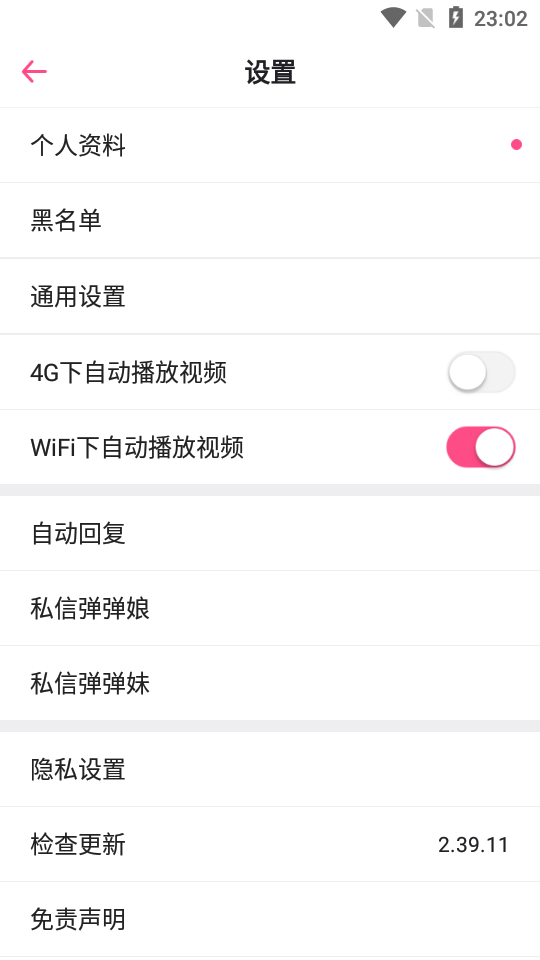 23:02
设置
个人资料
黑名单
通用设置
4G下自动播放视频
WiFi下自动播放视频
自动回复
私信弹弹娘
私信弹弹妹
隐私设置
检查更新 2.39.11
免责声明